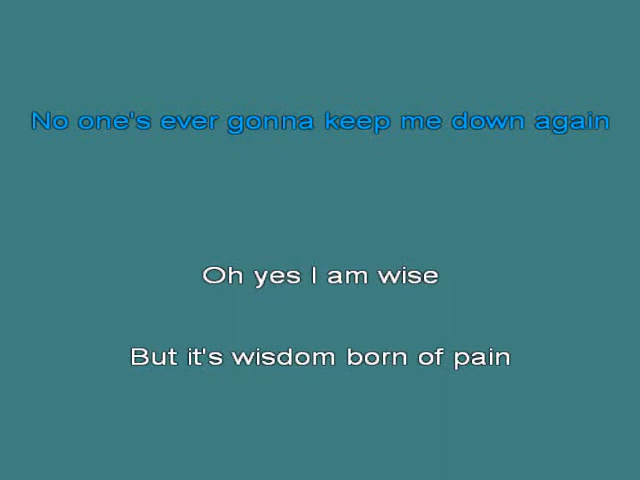 No one's ever gonna keep me down again
Oh yes I am wise
But it's wisdom born of pain